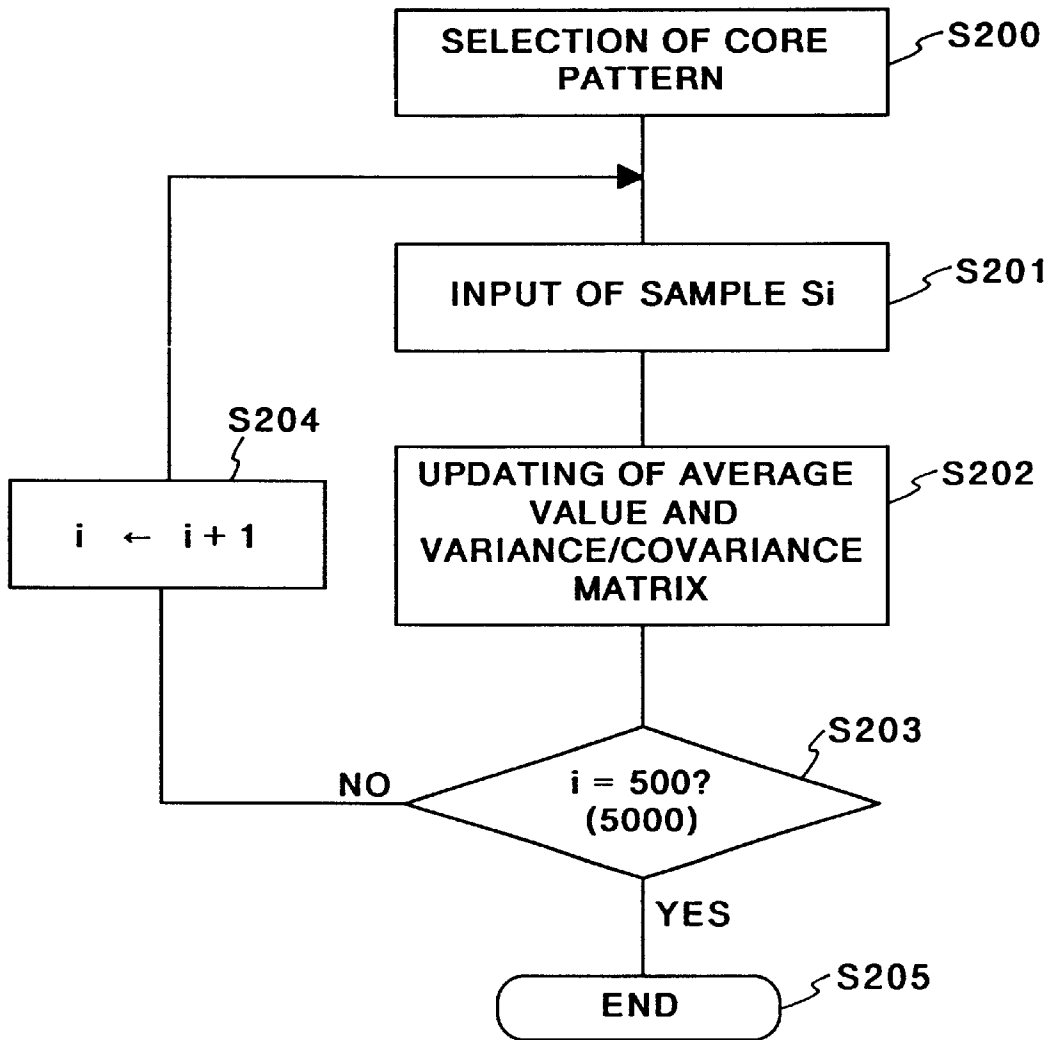 SELECTION OF CORE
PATTERN
S200
INPUT OF SAMPLE Si
S201
S204
i ← i + 1
UPDATING OF AVERAGE
VALUE AND
VARIANCE/COVARIANCE
MATRIX
S202
S203
NO
i = 500?
(5000)
YES
END
S205